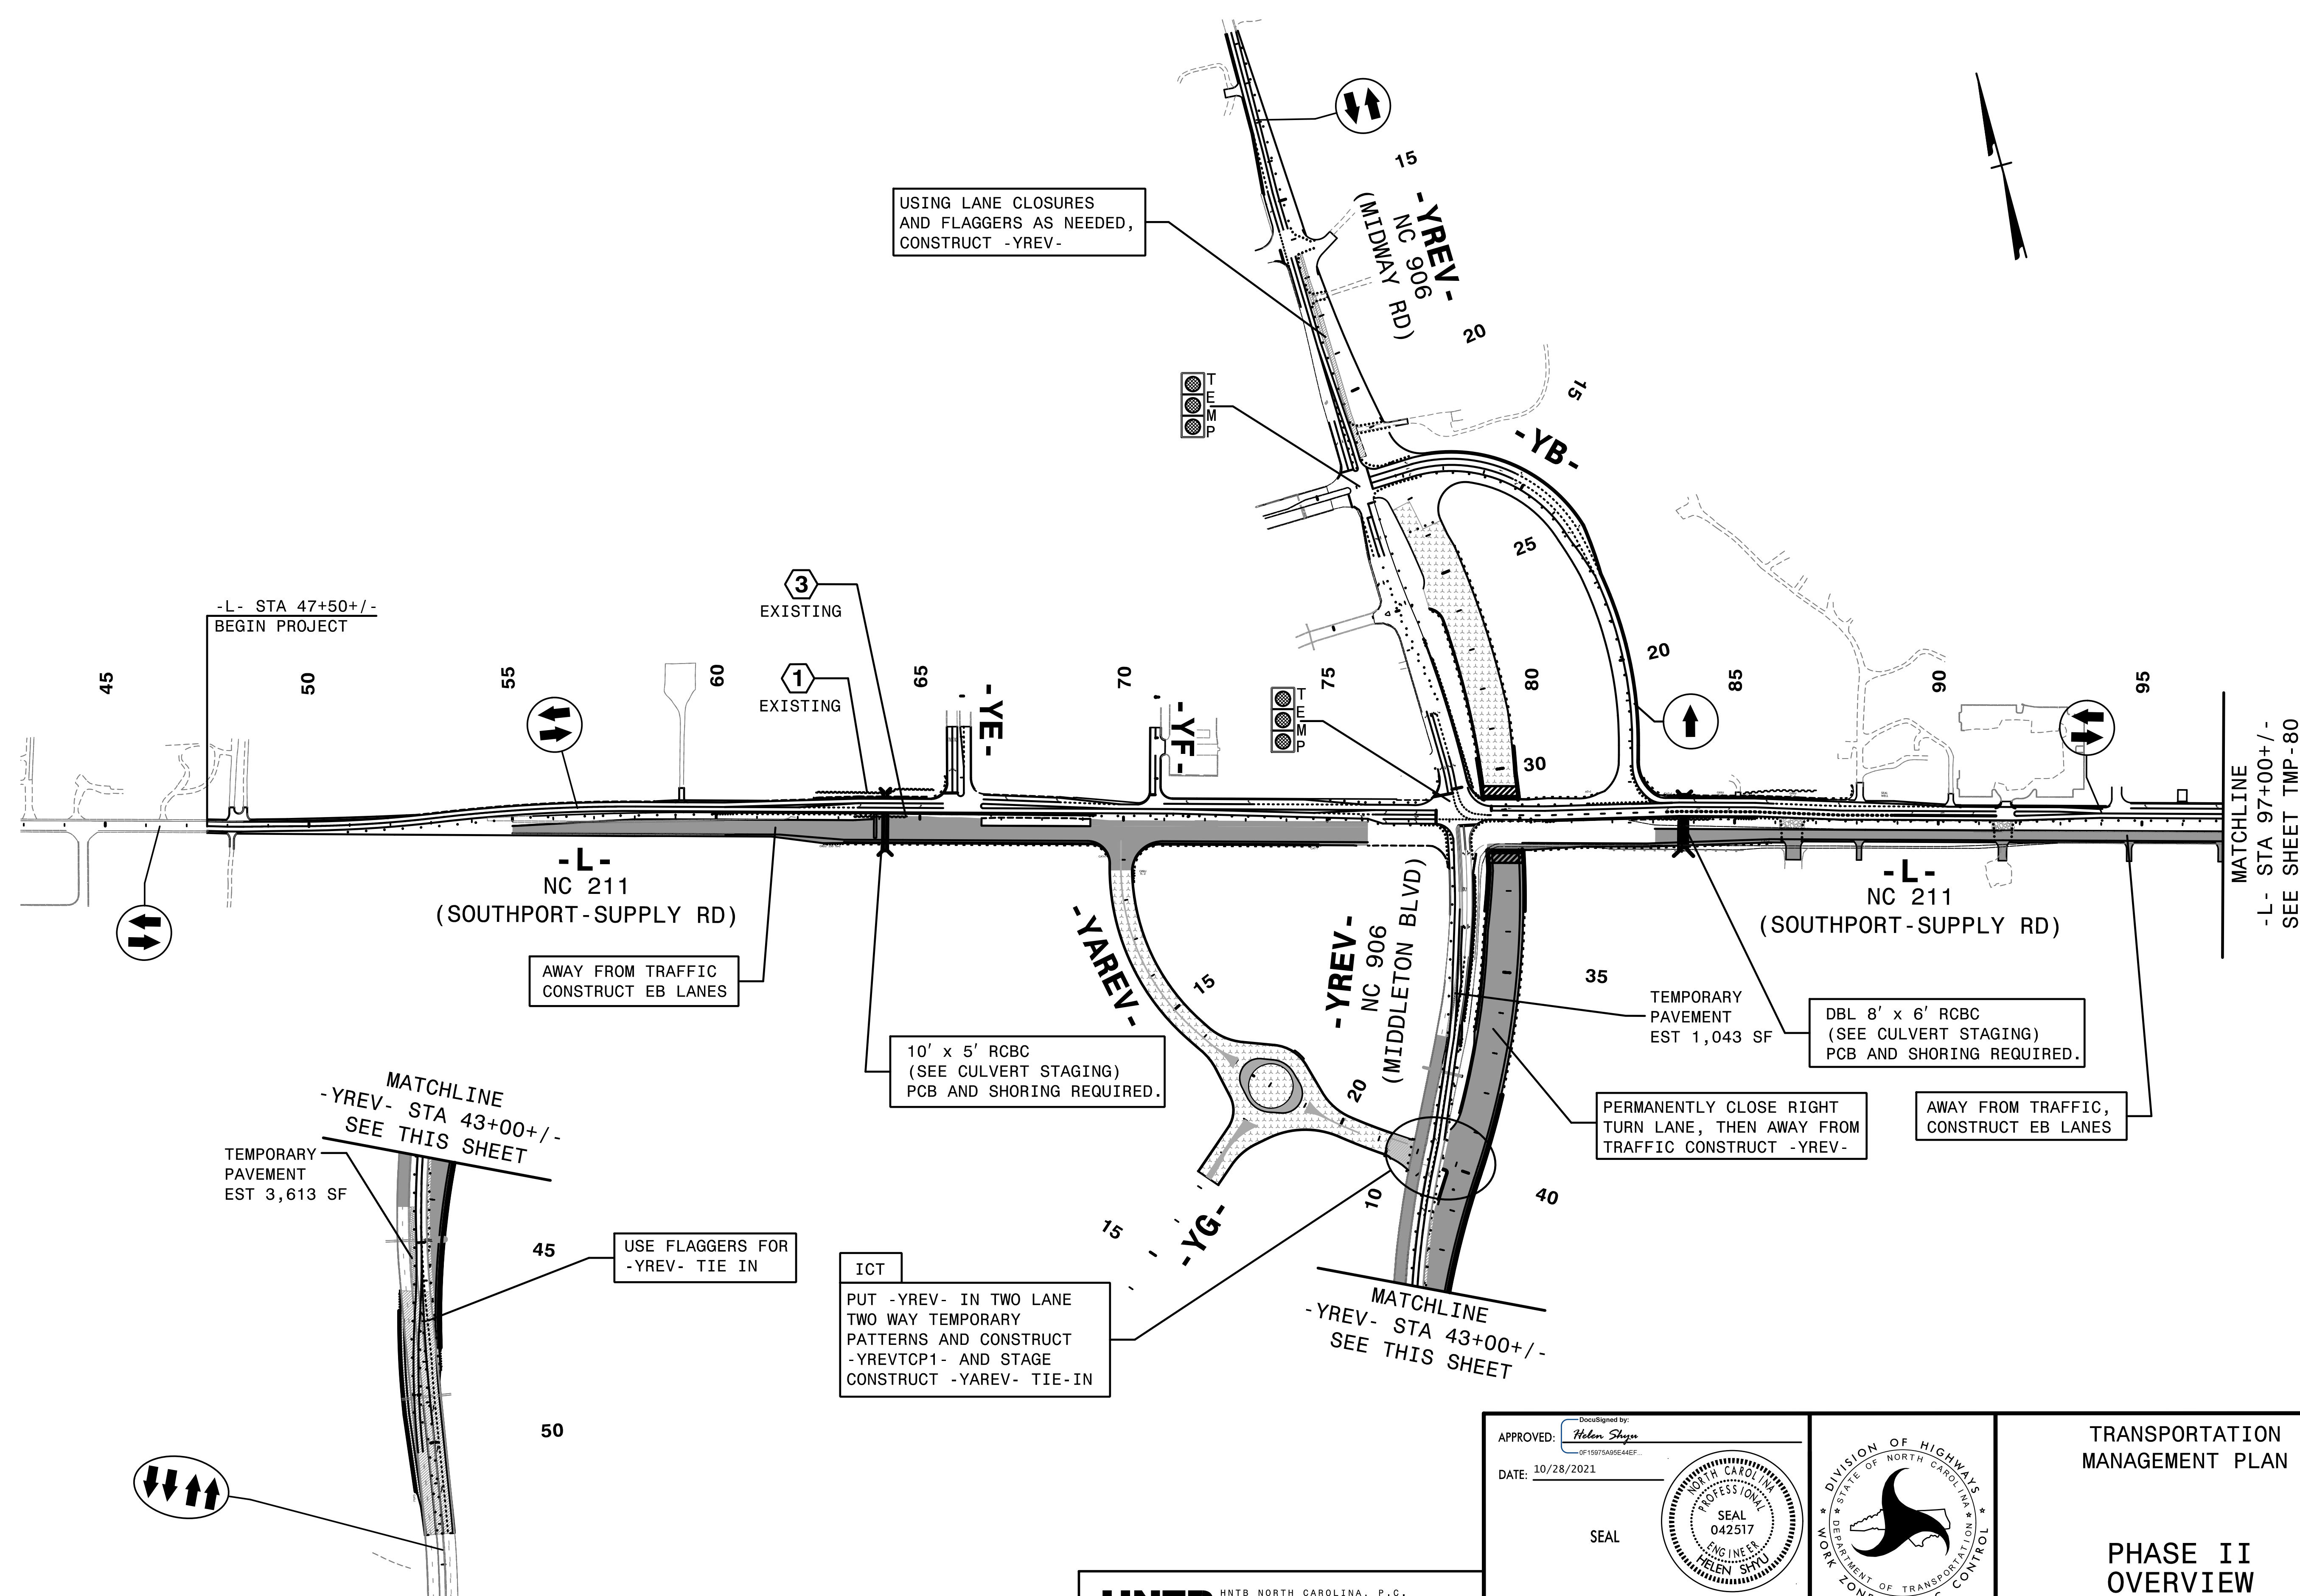 15
-YREV-
NC 906
(MIDWAY RD)
USING LANE CLOSURES
AND FLAGGERS AS NEEDED,
CONSTRUCT -YREV-
20
15
TEMP
-YB-
25
3
EXISTING
-L- STA 47+50+/-
BEGIN PROJECT
1
EXISTING
45
50
55
60
65
70
75
80
20
85
90
95
-YE-
-YF-
TEMP
30
MATCHLINE
-L- STA 97+00+/-
SEE SHEET TMP-80
-L-
NC 211
(SOUTHPORT-SUPPLY RD)
-L-
NC 211
(SOUTHPORT-SUPPLY RD)
AWAY FROM TRAFFIC
CONSTRUCT EB LANES
-YAREV-
15
-YREV-
NC 906
(MIDDLETON BLVD)
35
TEMPORARY
PAVEMENT
EST 1,043 SF
DBL 8' x 6' RCBC
(SEE CULVERT STAGING)
PCB AND SHORING REQUIRED.
10' x 5' RCBC
(SEE CULVERT STAGING)
PCB AND SHORING REQUIRED.
20
PERMANENTLY CLOSE RIGHT
TURN LANE, THEN AWAY FROM
TRAFFIC CONSTRUCT -YREV-
AWAY FROM TRAFFIC,
CONSTRUCT EB LANES
MATCHLINE
-YREV- STA 43+00+/-
SEE THIS SHEET
TEMPORARY
PAVEMENT
EST 3,613 SF
10
40
15
-YG-
45
USE FLAGGERS FOR
-YREV- TIE IN
ICT
PUT -YREV- IN TWO LANE
TWO WAY TEMPORARY
PATTERNS AND CONSTRUCT
-YREVTCP1- AND STAGE
CONSTRUCT -YAREV- TIE-IN
MATCHLINE
-YREV- STA 43+00+/-
SEE THIS SHEET
50
APPROVED:
DocuSigned by:
Helen Shyu
0F15975A95E44EF...
DATE: 10/28/2021
SEAL
NORTH CAROLINA
PROFESSIONAL
SEAL
042517
ENGINEER
HELEN SHYU
DIVISION OF HIGHWAYS
STATE OF NORTH CAROLINA
DEPARTMENT OF TRANSPORTATION
WORK ZONE
CONTROL
TRANSPORTATION
MANAGEMENT PLAN
PHASE II
OVERVIEW
HNTB
HNTB NORTH CAROLINA, P.C.